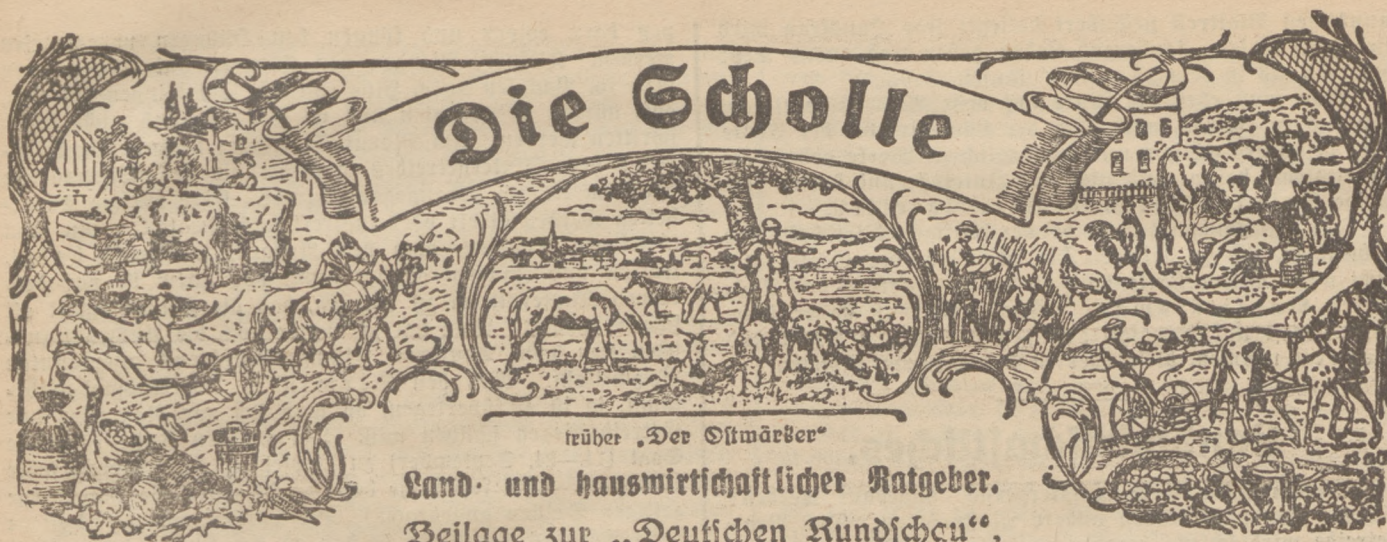 Die Scholle
früher „Der Ostmärker“
Land- und hauswirtschaftlicher Ratgeber.
Beilage zur „Deutschen Rundschau“.